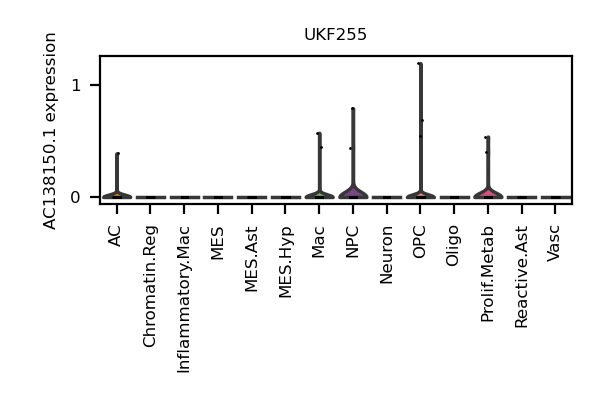 UKF255
AC138150.1 expression
1
0
AC
Chromatin.Reg
Inflammatory.Mac
MES
MES.Ast
MES.Hyp
Mac
NPC
Neuron
OPC
Oligo
Prolif.Metab
Reactive.Ast
Vasc